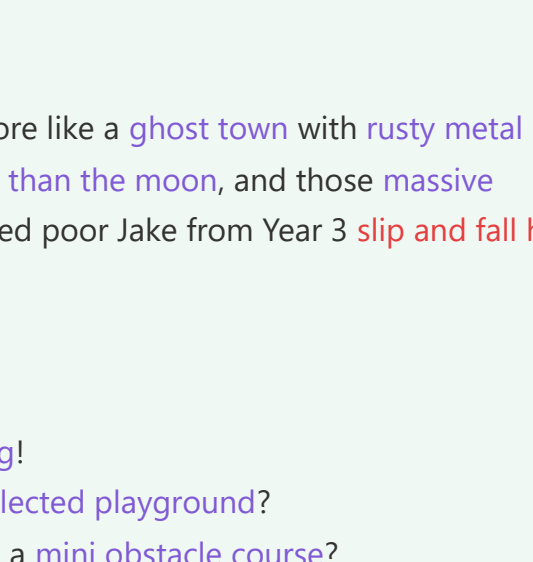 ore like a ghost town with rusty metal
than the moon, and those massive
ed poor Jake from Year 3 slip and fall h
g!
lected playground?
a mini obstacle course?